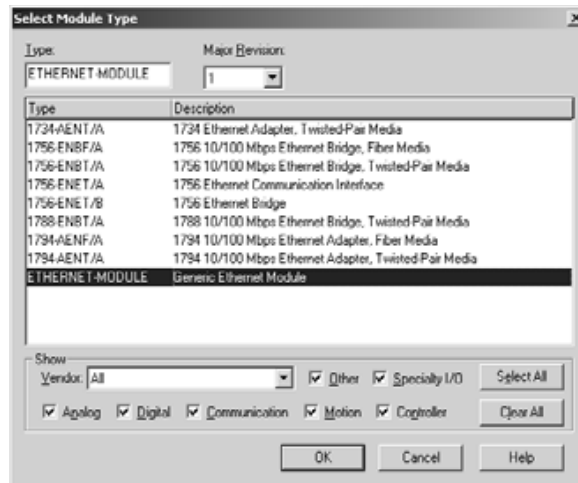 Select Module Type
Type: Major Revision:
ETHERNET-MODULE 1
Type Description
1734-AENT/A 1734 Ethernet Adapter, Twisted-Pair Media
1756-ENBF/A 1756 10/100 Mbps Ethernet Bridge, Fiber Media
1756-ENBT/A 1756 10/100 Mbps Ethernet Bridge, Twisted-Pair Media
1756-ENET/A 1756 Ethernet Communication Interface
1756-ENET/B 1756 Ethernet Bridge
1788-ENBT/A 1788 10/100 Mbps Ethernet Bridge, Twisted-Pair Media
1794-AENF/A 1794 10/100 Mbps Ethernet Adapter, Fiber Media
1794-AENT/A 1794 10/100 Mbps Ethernet Adapter, Twisted-Pair Media
ETHERNET-MODULE Generic Ethernet Module
Show
Vendor: All Other Specialty I/O Select All
Analog Digital Communication Motion Controller Clear All
OK Cancel Help